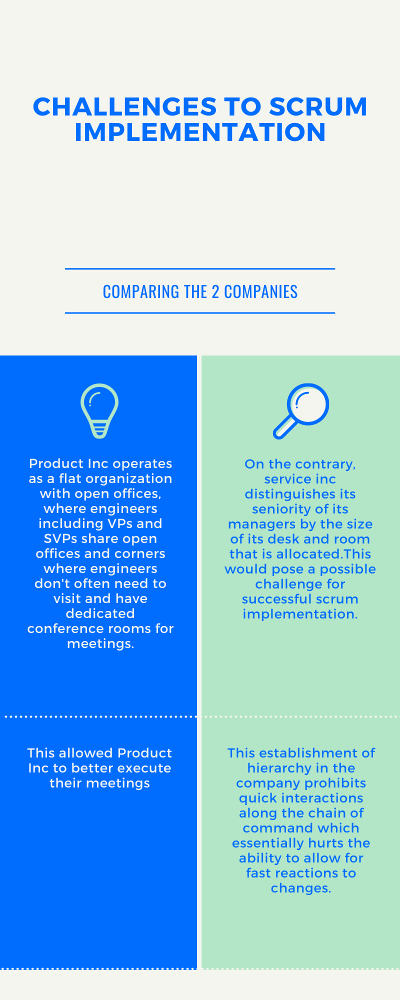 CHALLENGES TO SCRUM
IMPLEMENTATION
COMPARING THE 2 COMPANIES
Product Inc operates
as a flat organization
with open offices,
where engineers
including VPs and
SVPs share open
offices and corners
where engineers
don't often need to
visit and have
dedicated
conference rooms for
meetings.
On the contrary,
service inc
distinguishes its
seniority of its
managers by the size
of its desk and room
that is allocated.This
would pose a possible
challenge for
successful scrum
implementation.
This allowed Product
Inc to better execute
their meetings
This establishment of
hierarchy in the
company prohibits
quick interactions
along the chain of
command which
essentially hurts the
ability to allow for
fast reactions to
changes.